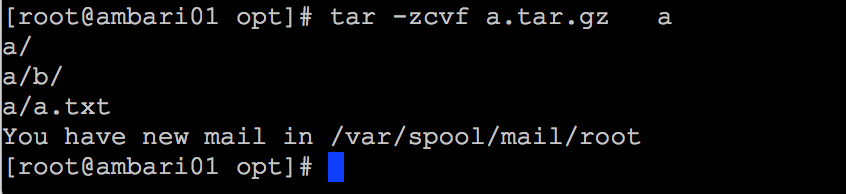 [root@ambari01 opt]# tar -zcvf a.tar.gz   a
a/
a/b/
a/a.txt
You have new mail in /var/spool/mail/root
[root@ambari01 opt]#